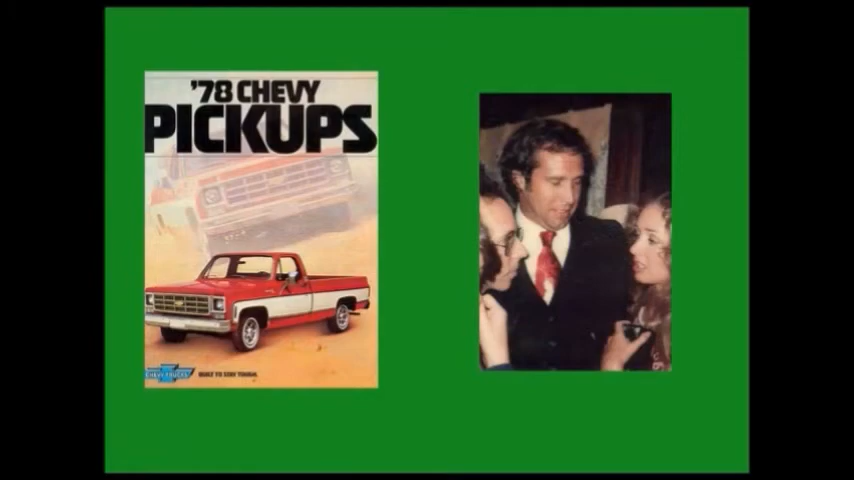 '78 CHEVY
PICKUPS
CHEVY TRUCKS
BUILT TO STAY TOUGH.